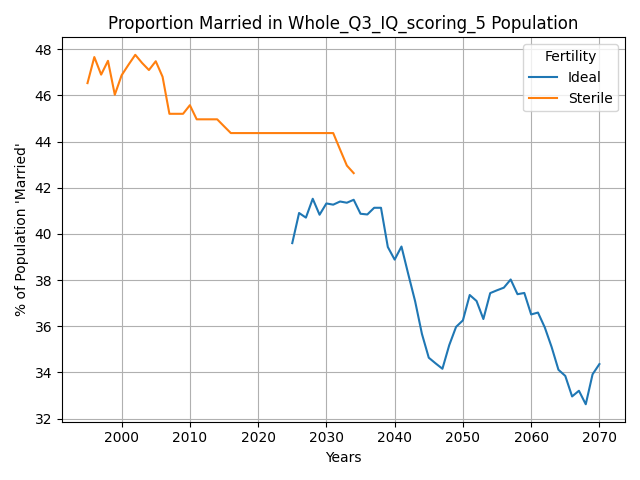 Proportion Married in Whole_Q3_IQ_scoring_5 Population
% of Population 'Married'
48
46
44
42
40
38
36
34
32
Fertility
Ideal
Sterile
2000 2010 2020 2030 2040 2050 2060 2070
Years